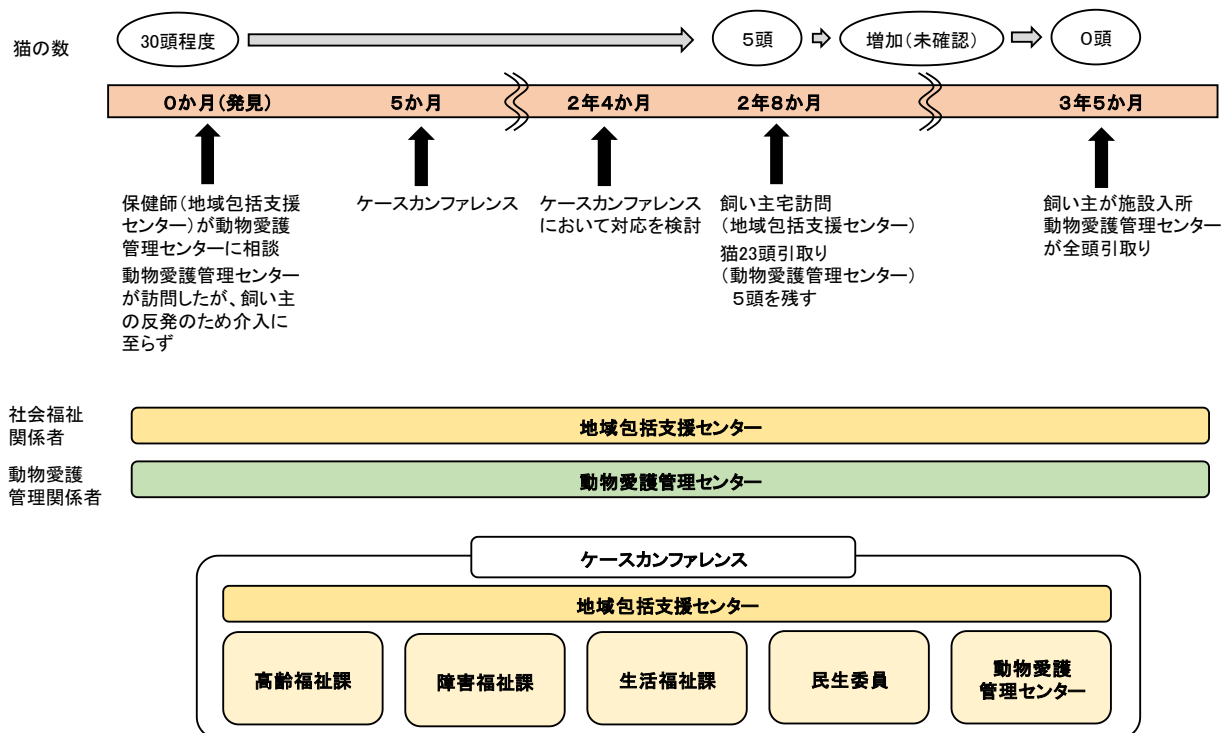 猫の数
30頭程度
5頭
増加(未確認)
0頭
0か月(発見)
5か月
2年4か月
2年8か月
3年5か月
保健師(地域包括支援
センター)が動物愛護
管理センターに相談
動物愛護管理センター
が訪問したが、飼い主
の反発のため介入に
至らず
ケースカンファレンス
ケースカンファレンス
において対応を検討
飼い主宅訪問
(地域包括支援センター)
猫23頭引取り
(動物愛護管理センター)
5頭を残す
飼い主が施設入所
動物愛護管理センター
が全頭引取り
社会福祉
関係者
地域包括支援センター
動物愛護
管理関係者
動物愛護管理センター
ケースカンファレンス
地域包括支援センター
高齢福祉課
障害福祉課
生活福祉課
民生委員
動物愛護
管理センター